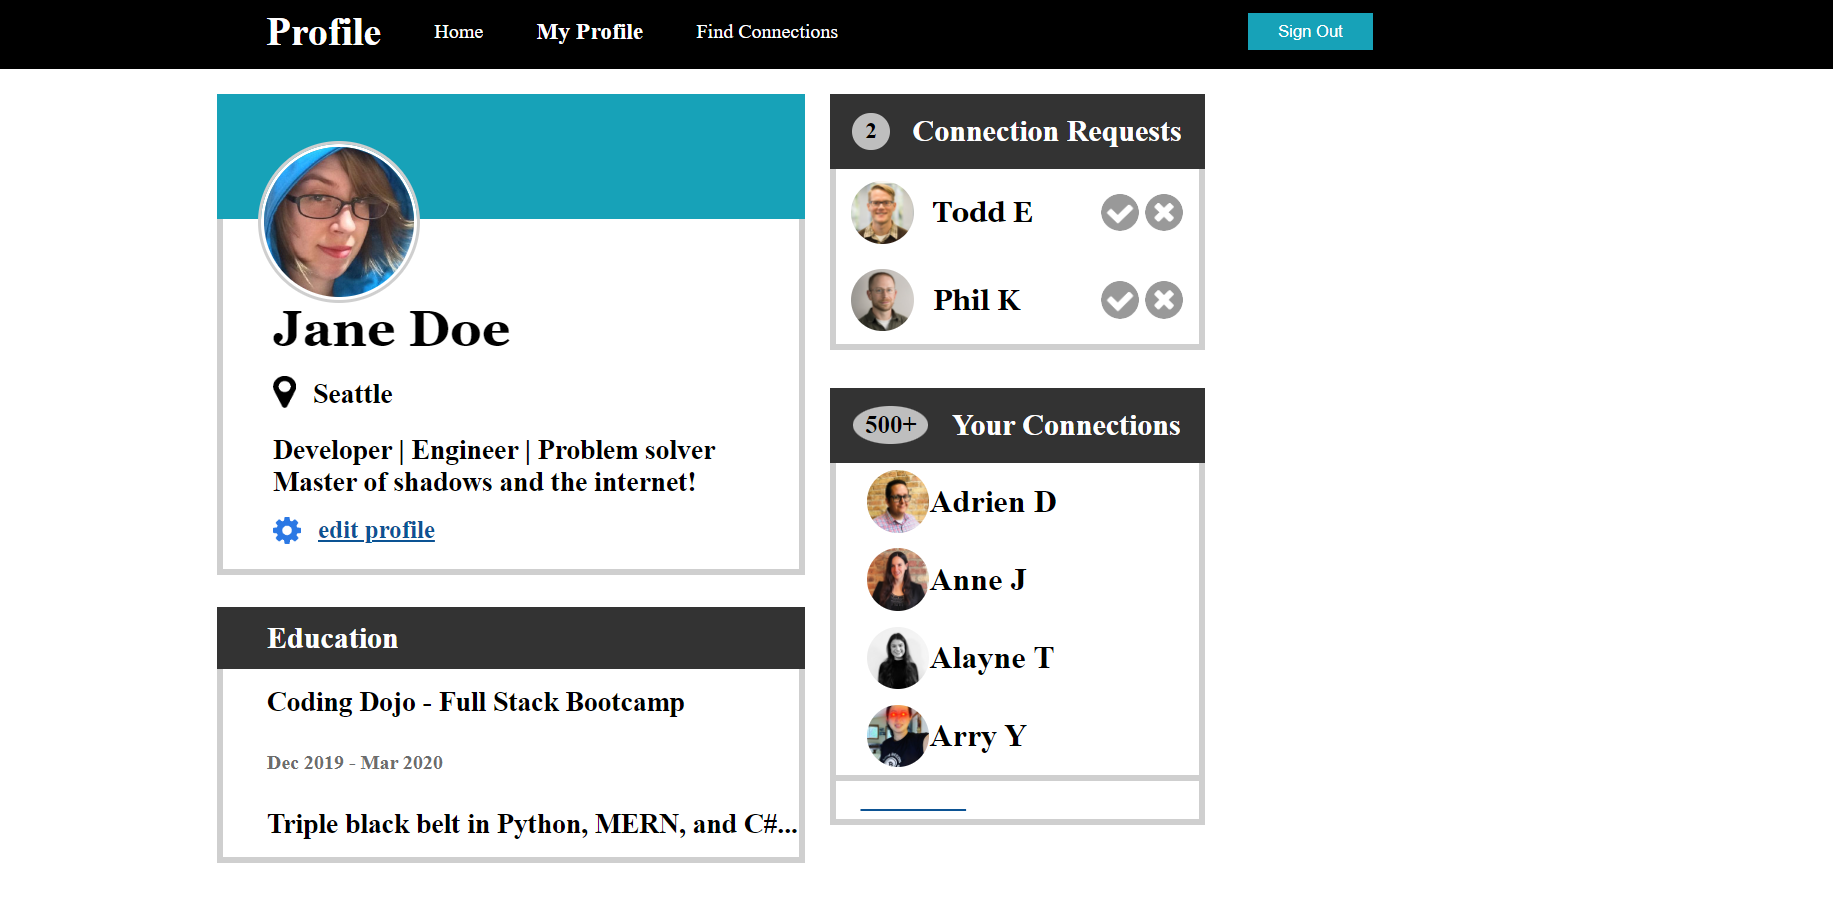 Profile
Home
My Profile
Find Connections
Sign Out
Jane Doe
Seattle
Developer | Engineer | Problem solver
Master of shadows and the internet!
edit profile
Education
Coding Dojo - Full Stack Bootcamp
Dec 2019 - Mar 2020
Triple black belt in Python, MERN, and C#...
2
Connection Requests
Todd E
Phil K
500+
Your Connections
Adrien D
Anne J
Alayne T
Arry Y